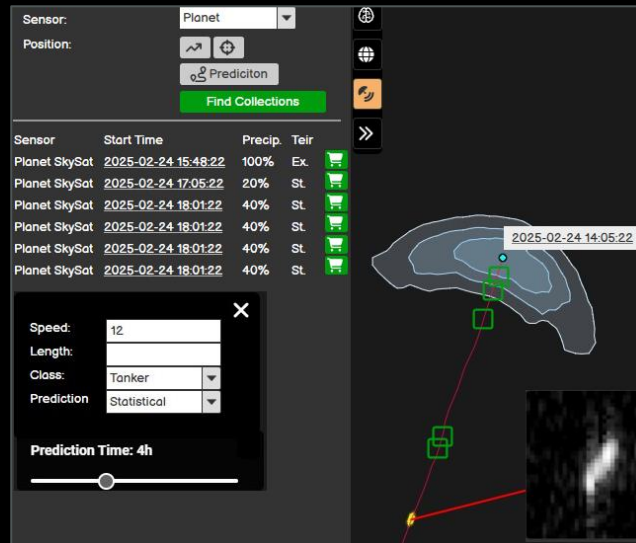 Sensor: Planet
Position:
Prediciton
Find Collections
Sensor Start Time Precip. Teir
Planet SkySat 2025-02-24 15:48:22 100% Ex.
Planet SkySat 2025-02-24 17:05:22 20% St.
Planet SkySat 2025-02-24 18:01:22 40% St.
Planet SkySat 2025-02-24 18:01:22 40% St.
Planet SkySat 2025-02-24 18:01:22 40% St.
Planet SkySat 2025-02-24 18:01:22 40% St.
2025-02-24 14:05:22
Speed: 12
Length:
Class: Tanker
Prediction Statistical
Prediction Time: 4h